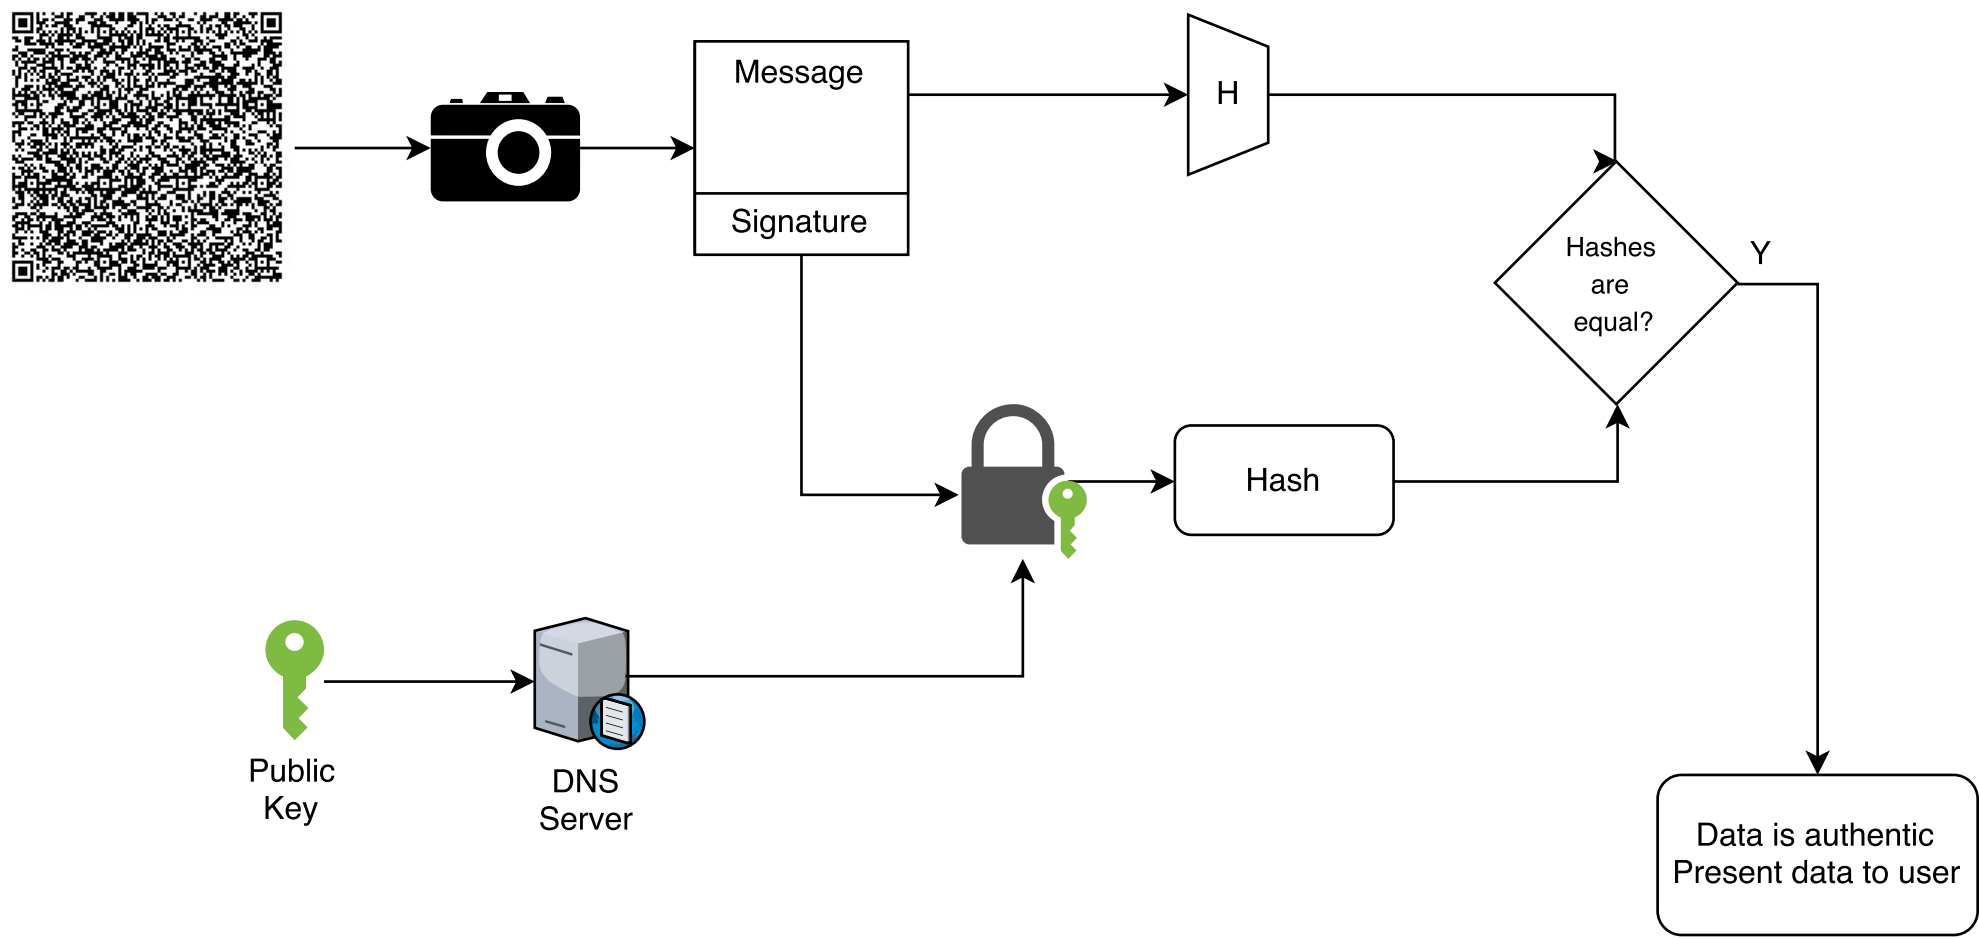 Message
Signature
H
Hashes
are
equal?
Y
Hash
Public
Key
DNS
Server
Data is authentic
Present data to user